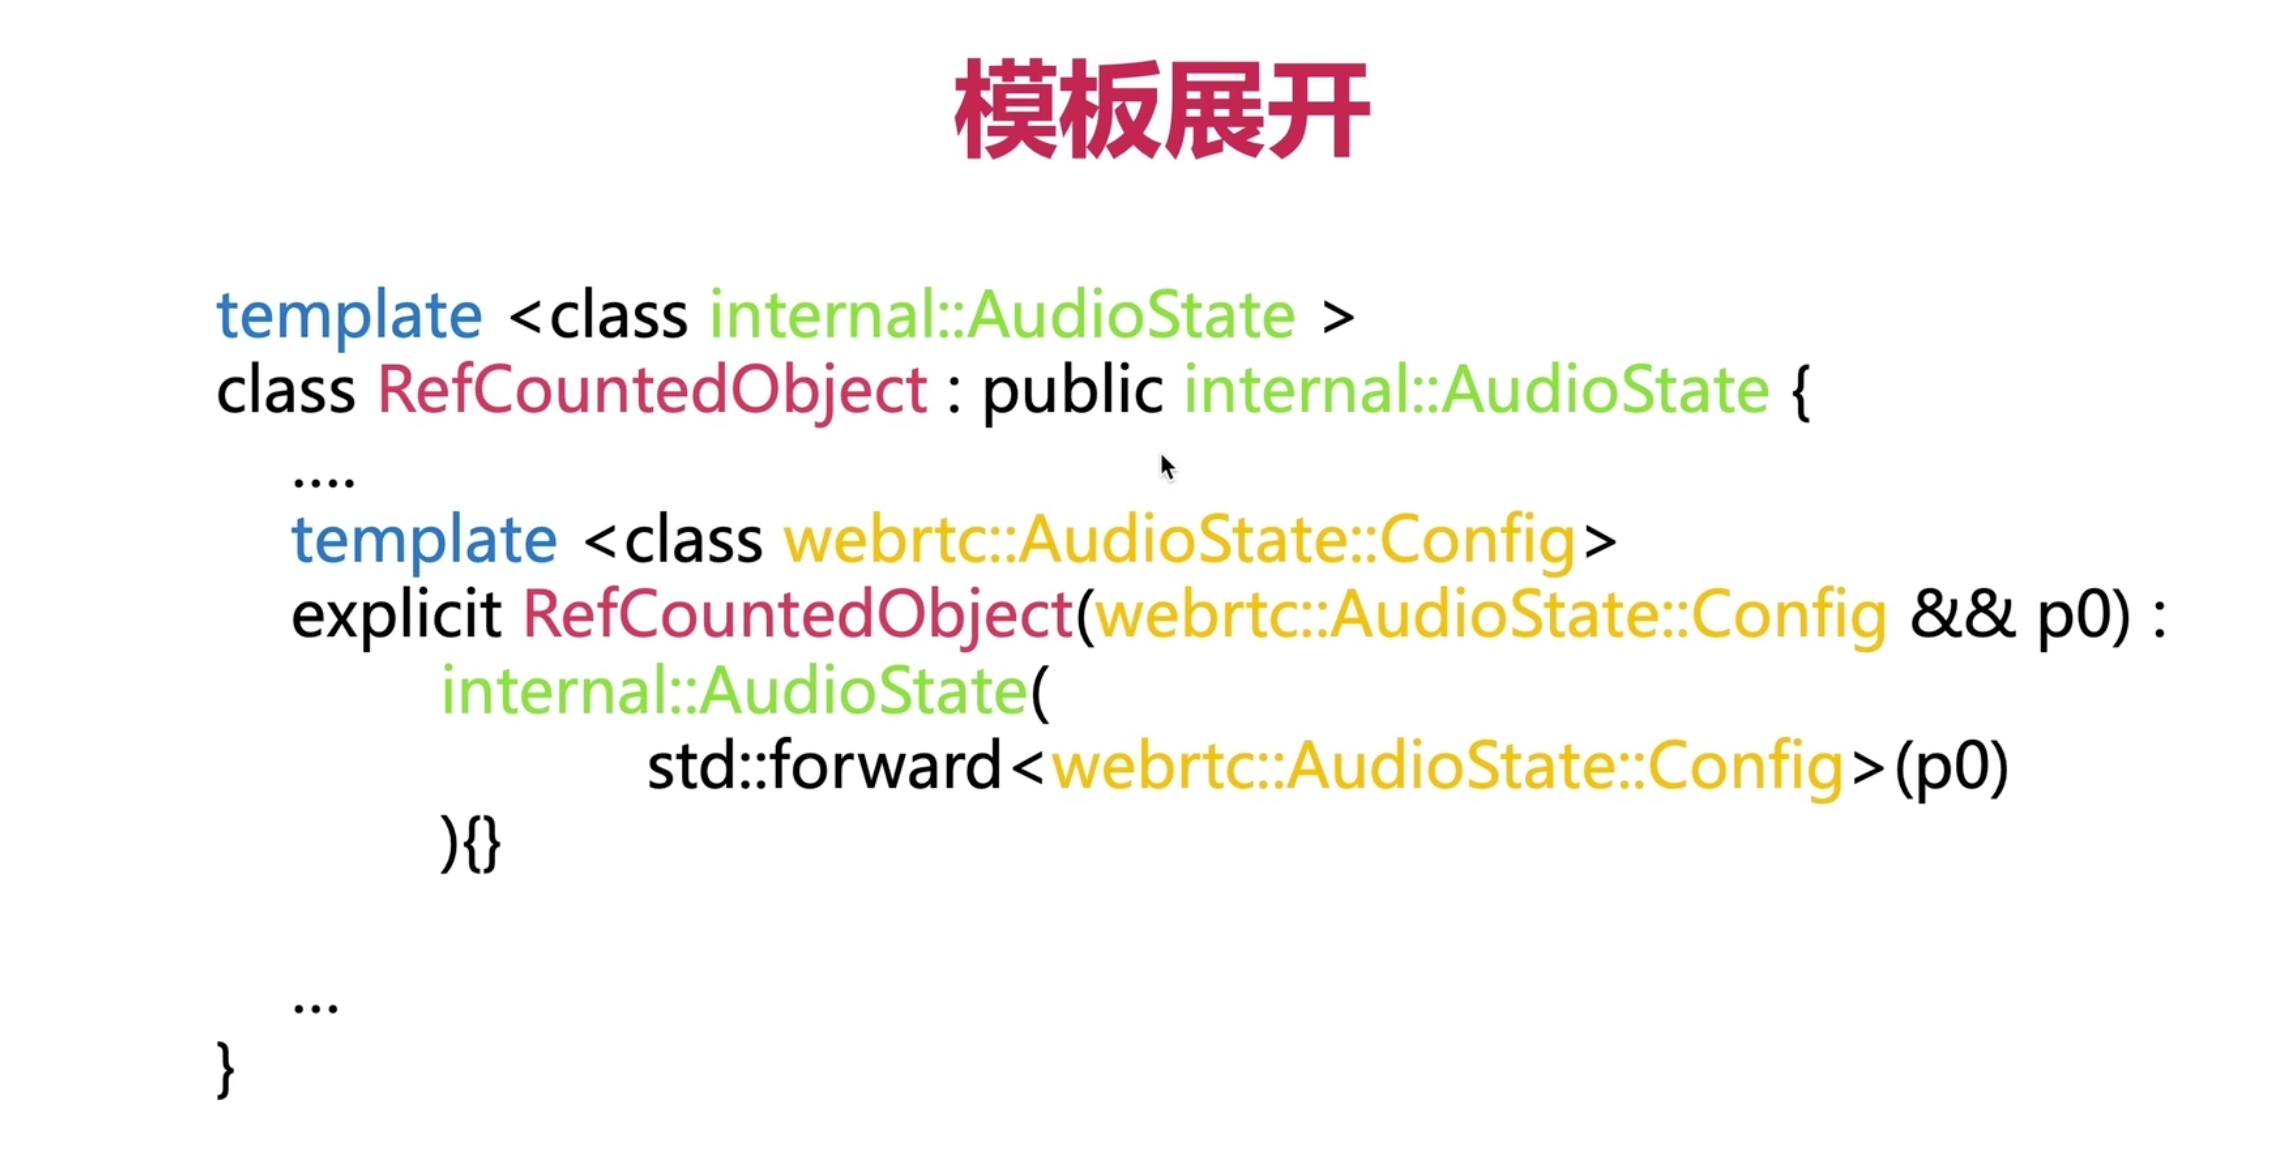 模板展开
template <class internal::AudioState >
class RefCountedObject : public internal::AudioState {
....
template <class webrtc::AudioState::Config>
explicit RefCountedObject(webrtc::AudioState::Config && p0) :
internal::AudioState(
std::forward<webrtc::AudioState::Config>(p0)
){}
...
}